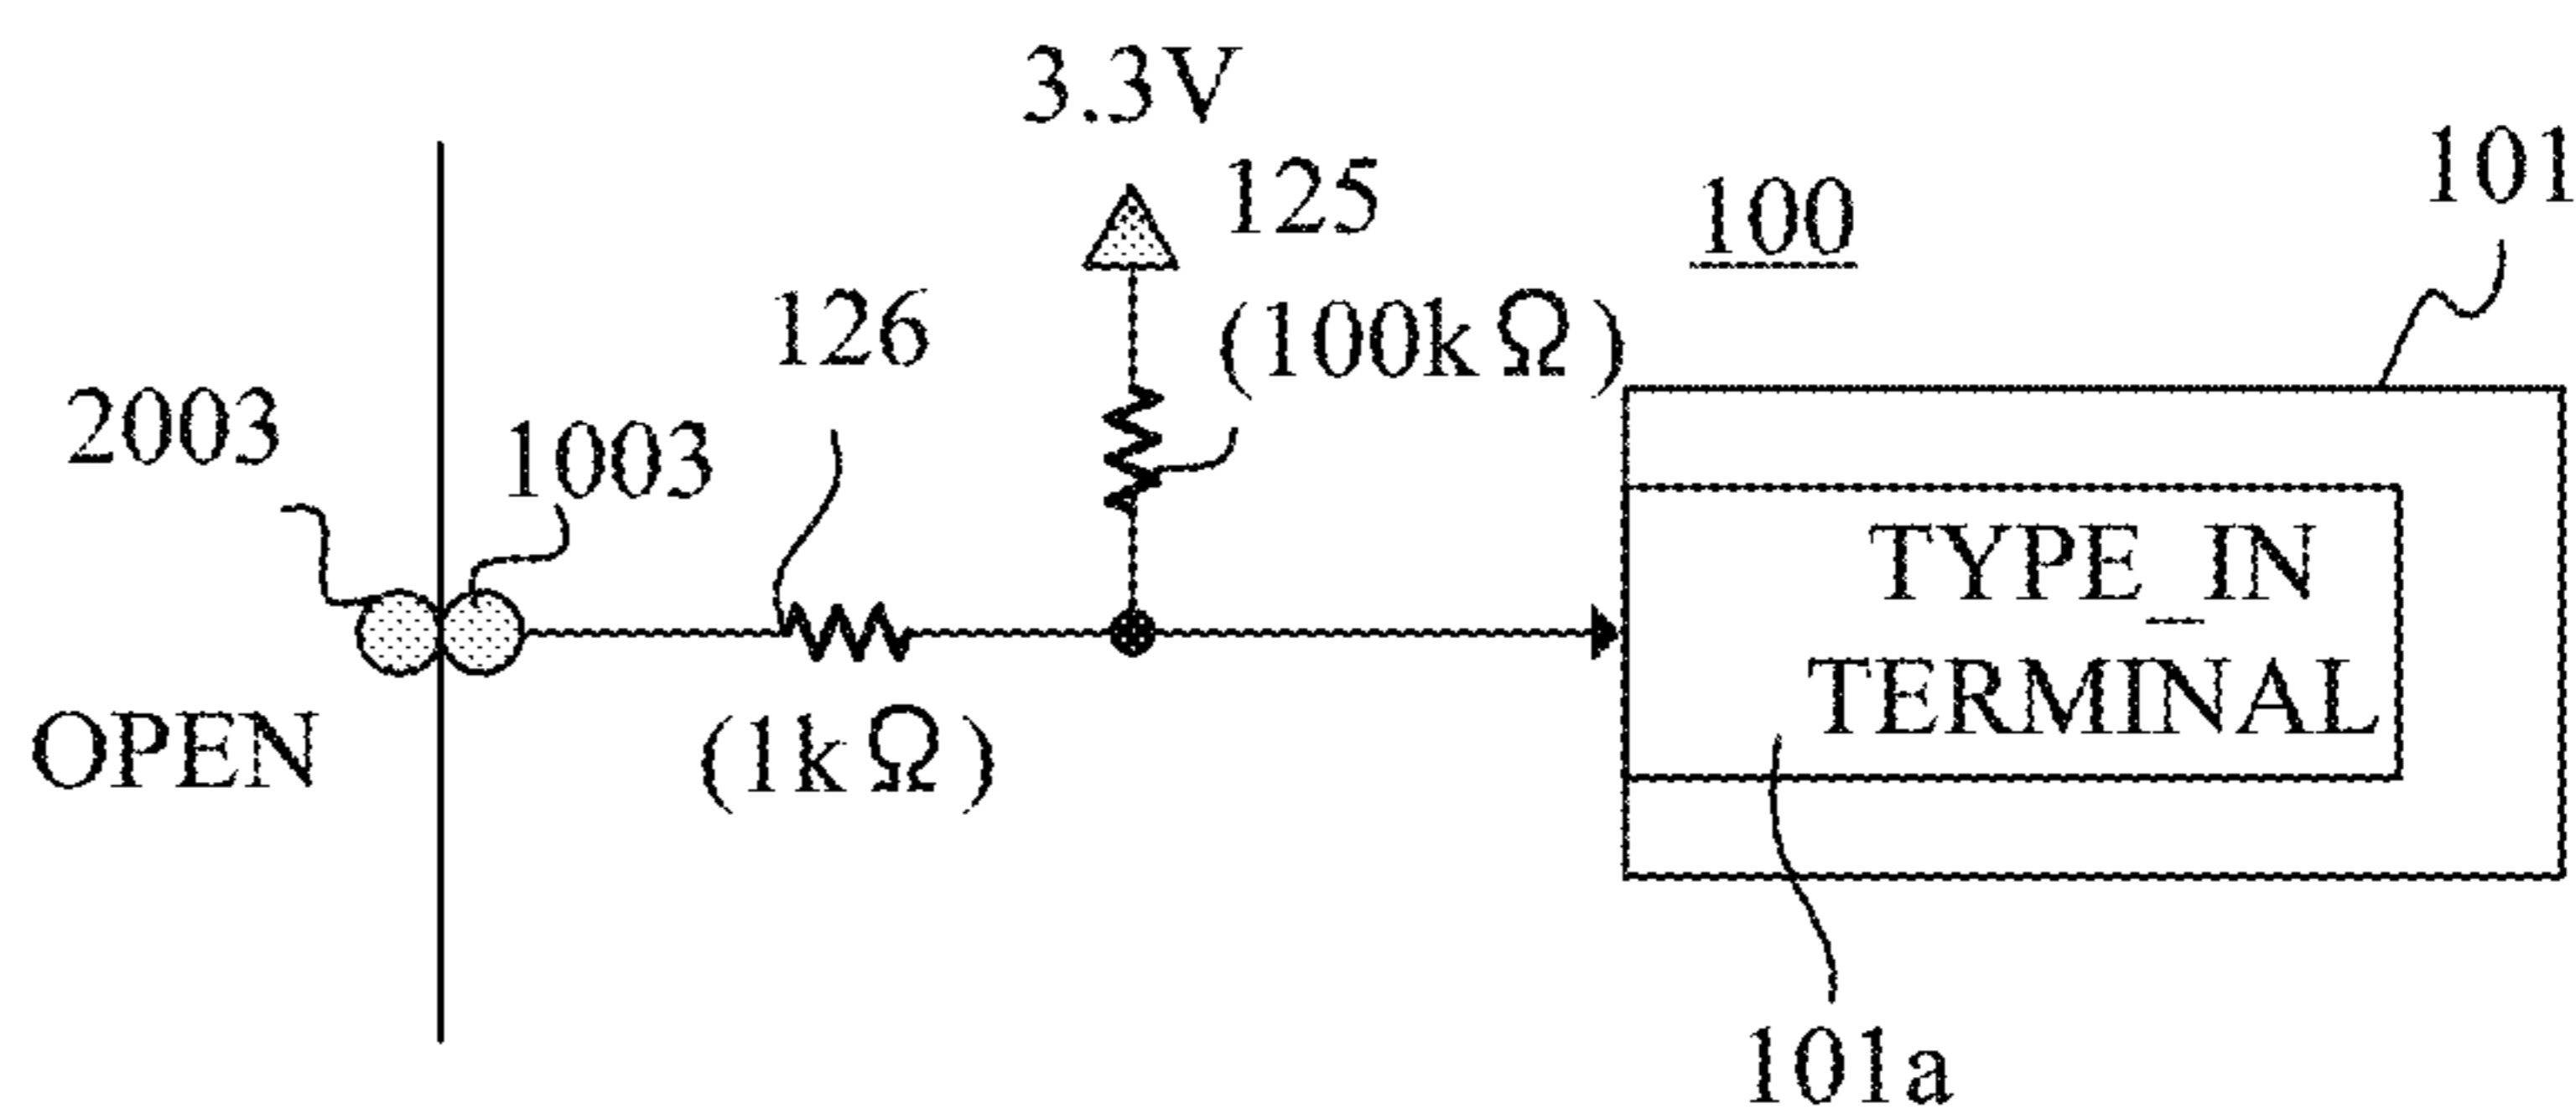 3.3V
101
125
100
126
(100kΩ)
2003
1003
TYPE_IN
TERMINAL
OPEN
(1kΩ)
101a